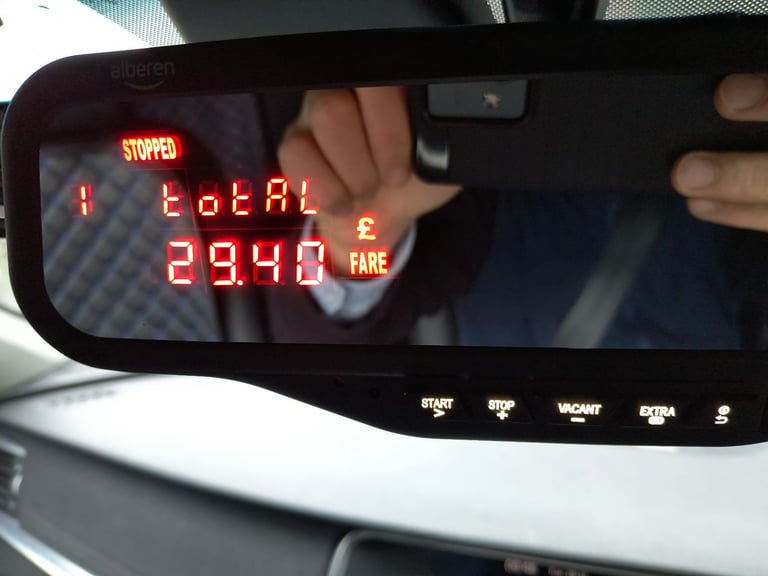 alberen
STOPPED
1 totAL
£
29.40 FARE
START STOP VACANT EXTRA
> + −